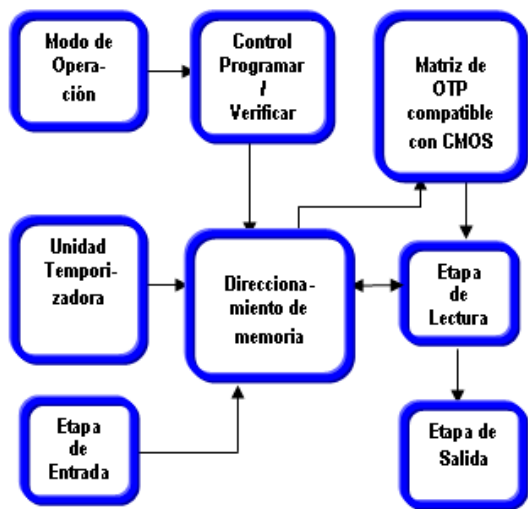 Modo de
Opera-
ción
Control
Programar
/
Verificar
Matriz de
OTP
compatible
con CMOS
Unidad
Temporizi-
zadora
Direcciona-
miento de
memoria
Etapa
de
Lectura
Etapa
de
Entrada
Etapa de
Salida